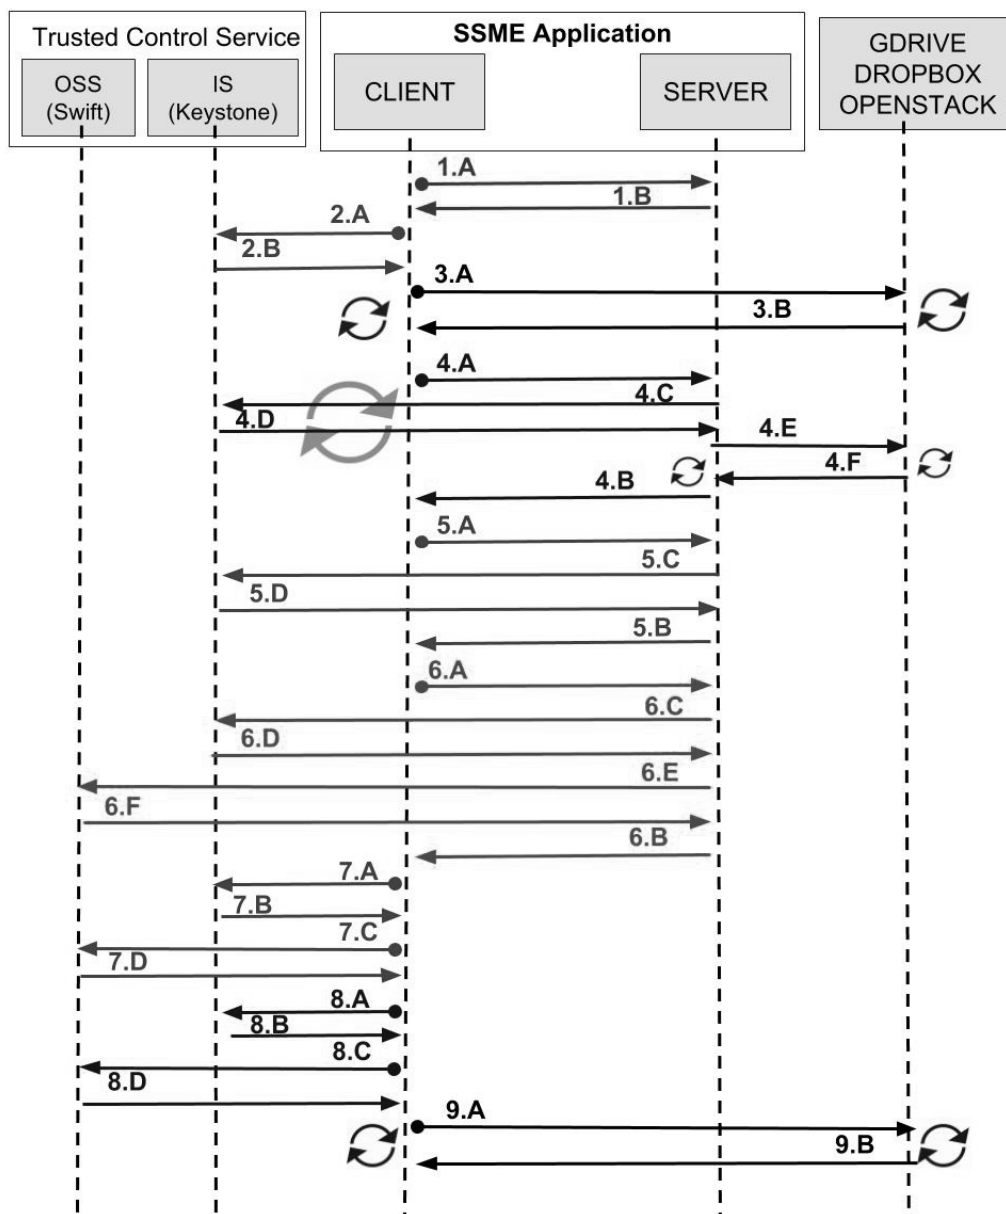 Trusted Control Service
OSS
(Swift)
IS
(Keystone)
SSME Application
CLIENT
SERVER
GDRIVE
DROPBOX
OPENSTACK
1.A
1.B
2.A
2.B
3.A
3.B
4.A
4.C
4.D
4.E
4.F
4.B
5.A
5.C
5.D
5.B
6.A
6.C
6.D
6.E
6.F
6.B
7.A
7.B
7.C
7.D
8.A
8.B
8.C
8.D
9.A
9.B